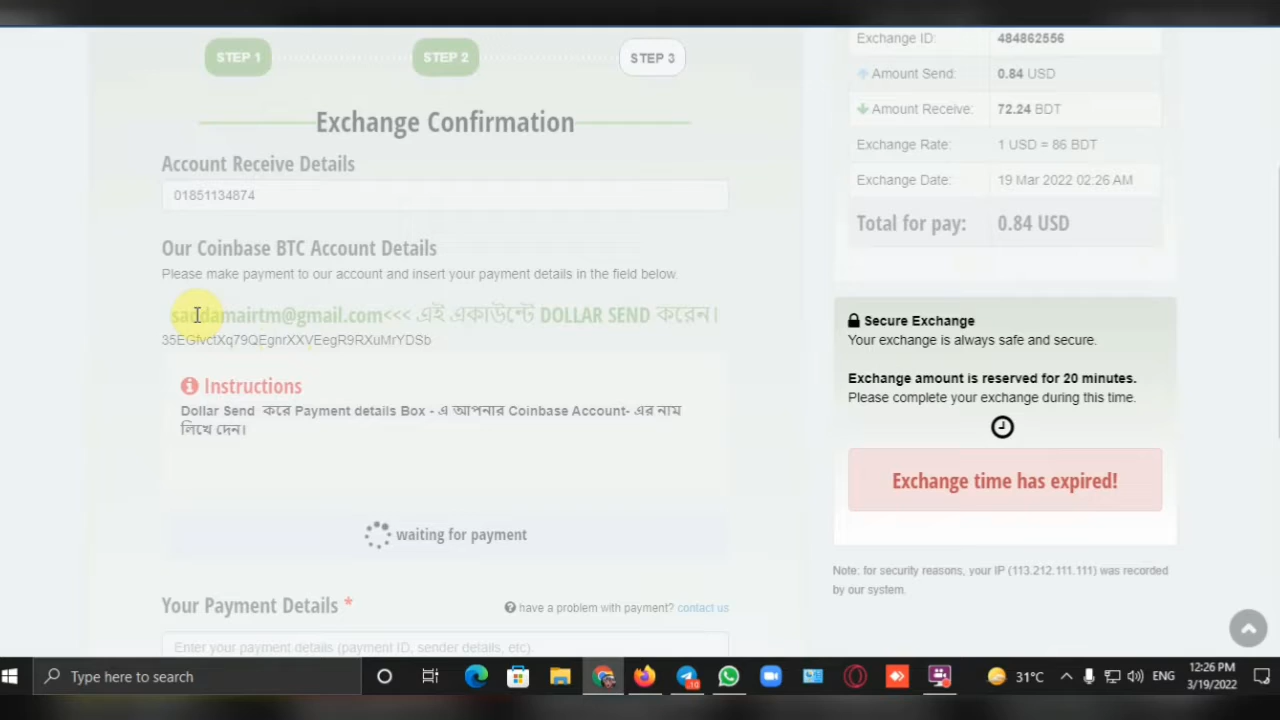 STEP 1
STEP 2
STEP 3
Exchange Confirmation
Account Receive Details
01851134874
Our Coinbase BTC Account Details
Please make payment to our account and insert your payment details in the field below.
<<< এই একাউন্টে DOLLAR SEND করেন।
35EGfvctXq79QEgnrXXVEegR9RXuMrYDSb
Instructions
Dollar Send করে Payment details Box - এ আপনার Coinbase Account- এর নাম
লিখে দেন।
waiting for payment
Your Payment Details *
have a problem with payment? contact us
Enter your payment details (payment ID, sender details, etc).
Exchange ID: 484862556
Amount Send: 0.84 USD
Amount Receive: 72.24 BDT
Exchange Rate: 1 USD = 86 BDT
Exchange Date: 19 Mar 2022 02:26 AM
Total for pay: 0.84 USD
Secure Exchange
Your exchange is always safe and secure.
Exchange amount is reserved for 20 minutes.
Please complete your exchange during this time.
Exchange time has expired!
Note: for security reasons, your IP (113.212.111.111) was recorded
by our system.
Type here to search
10
31°C
ENG
12:26 PM
3/19/2022